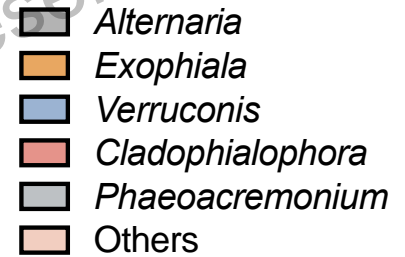 Alternaria
Exophiala
Verruconis
Cladophialophora
Phaeoacremonium
Others